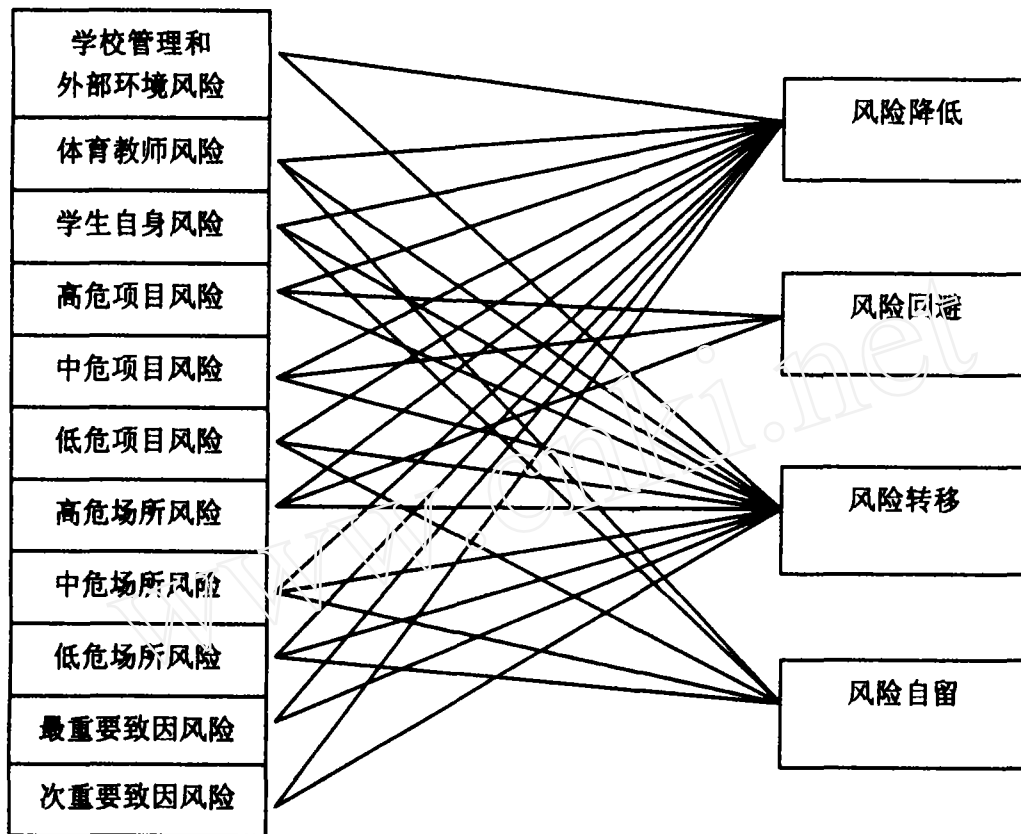 学校管理和
外部环境风险
体育教师风险
学生自身风险
高危项目风险
中危项目风险
低危项目风险
高危场所风险
中危场所风险
低危场所风险
最重要致因风险
次重要致因风险
风险降低
风险回避
风险转移
风险自留
www.cnki.net